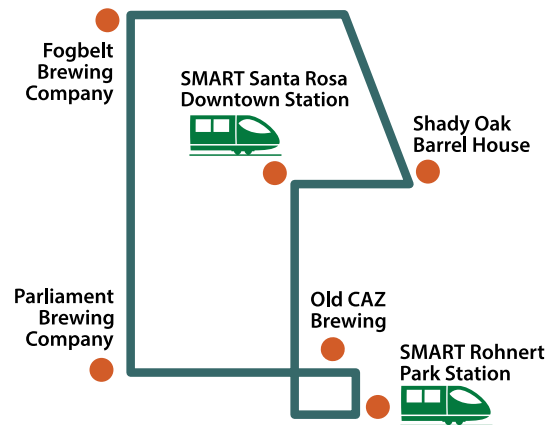 Fogbelt
Brewing
Company
SMART Santa Rosa
Downtown Station
Shady Oak
Barrel House
Parliament
Brewing
Company
Old CAZ
Brewing
SMART Rohnert
Park Station